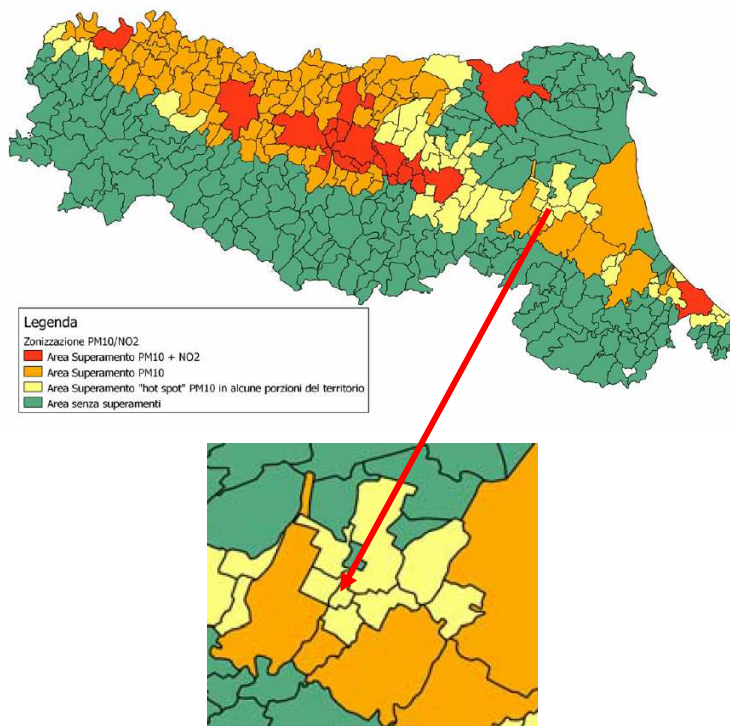 Legenda
Zonizzazione PM10/NO2
Area Superamento PM10 + NO2
Area Superamento PM10
Area Superamento "hot spot" PM10 in alcune porzioni del territorio
Area senza superamenti